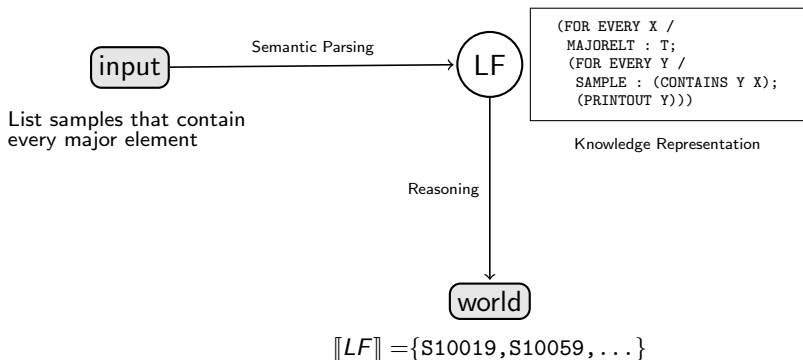 (FOR EVERY X /
MAJORELT : T;
(FOR EVERY Y /
SAMPLE : (CONTAINS Y X);
(PRINTOUT Y)))
Semantic Parsing
input
LF
List samples that contain
every major element
Knowledge Representation
Reasoning
world
⟦LF⟧ ={S10019,S10059,...}